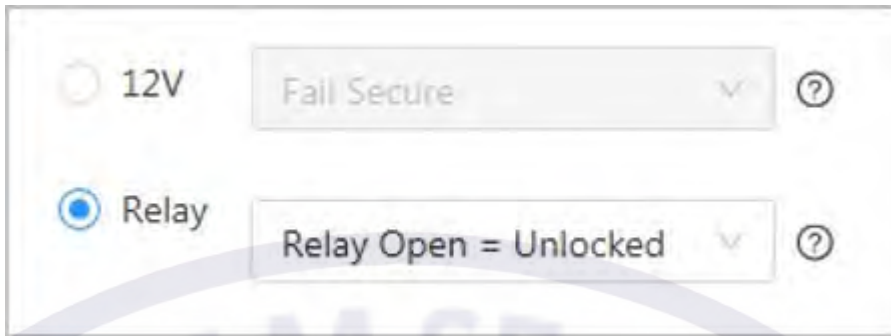 12V Fail Secure ?
Relay
Relay Open = Unlocked ?